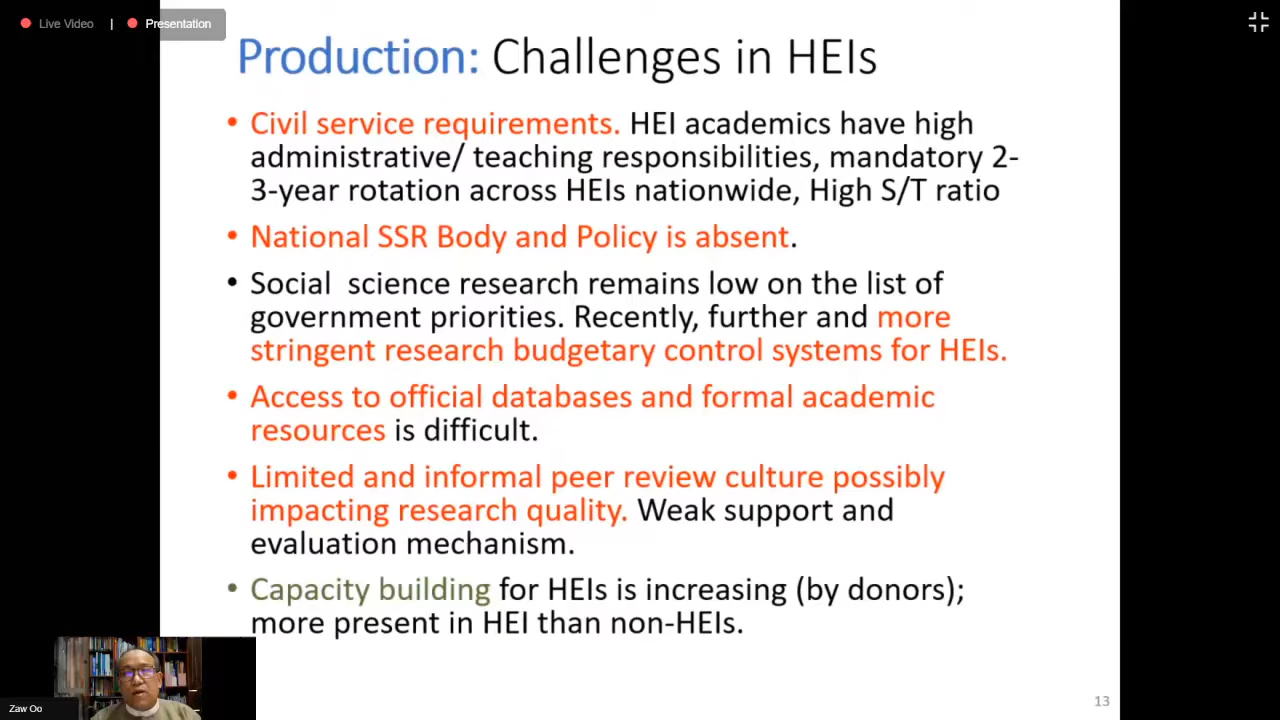 Live Video | Presentation
Production: Challenges in HEIs
• Civil service requirements. HEI academics have high
administrative/ teaching responsibilities, mandatory 2-
3-year rotation across HEIs nationwide, High S/T ratio
• National SSR Body and Policy is absent.
• Social science research remains low on the list of
government priorities. Recently, further and more
stringent research budgetary control systems for HEIs.
• Access to official databases and formal academic
resources is difficult.
• Limited and informal peer review culture possibly
impacting research quality. Weak support and
evaluation mechanism.
• Capacity building for HEIs is increasing (by donors);
more present in HEI than non-HEIs.
Zaw Oo
13